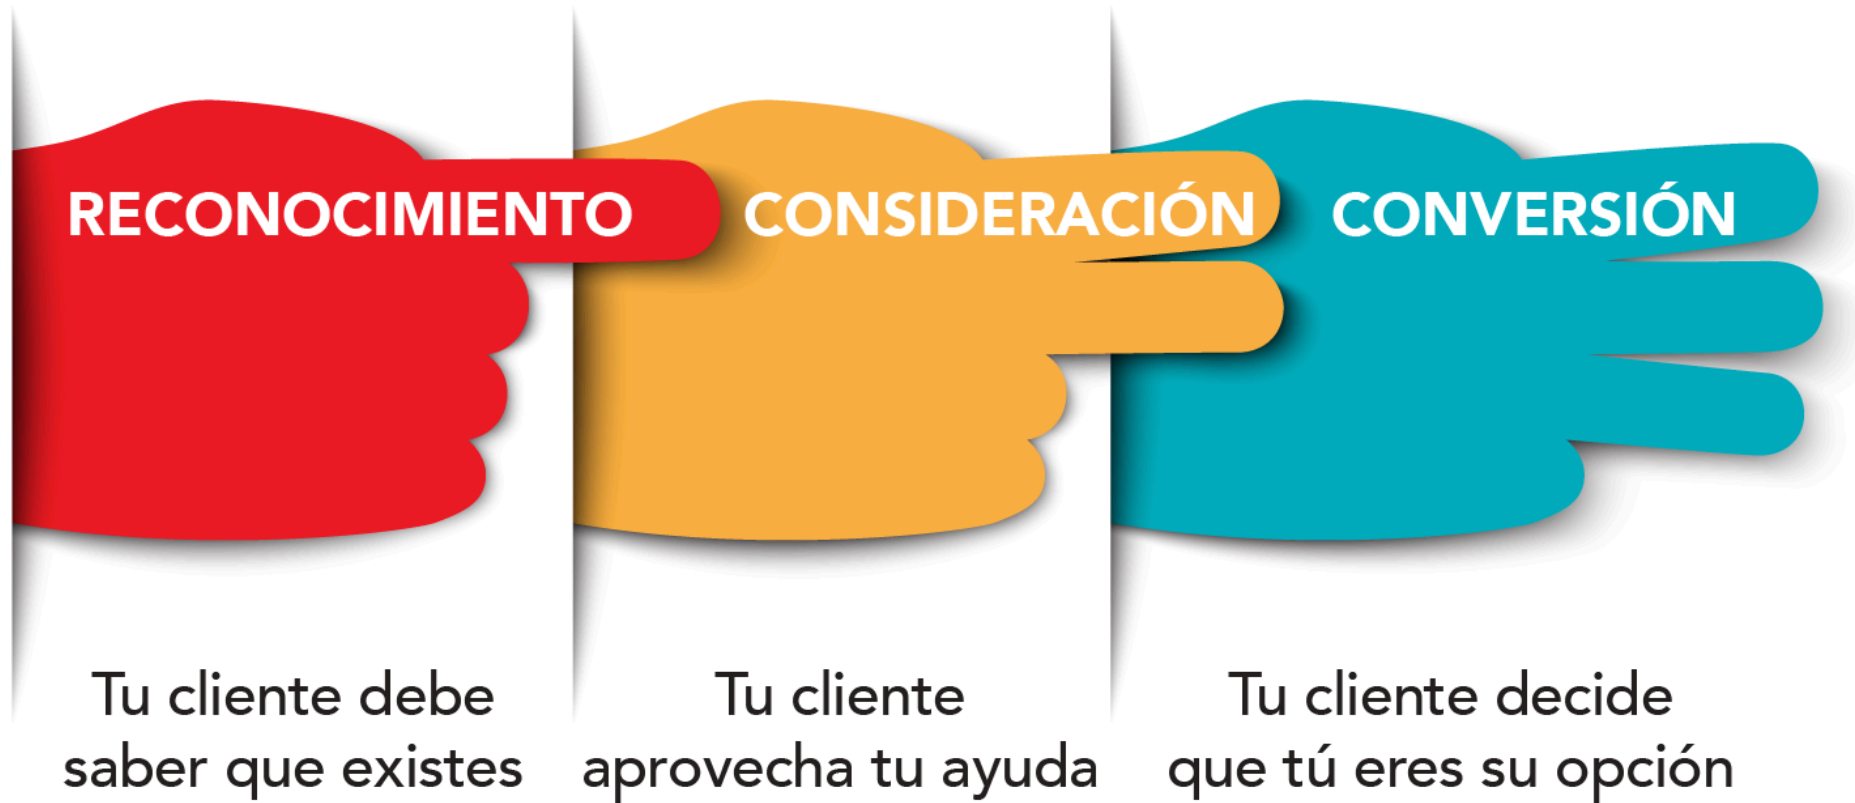 RECONOCIMIENTO
CONSIDERACIÓN
CONVERSIÓN
Tu cliente debe
saber que existes
Tu cliente
aprovecha tu ayuda
Tu cliente decide
que tú eres su opción